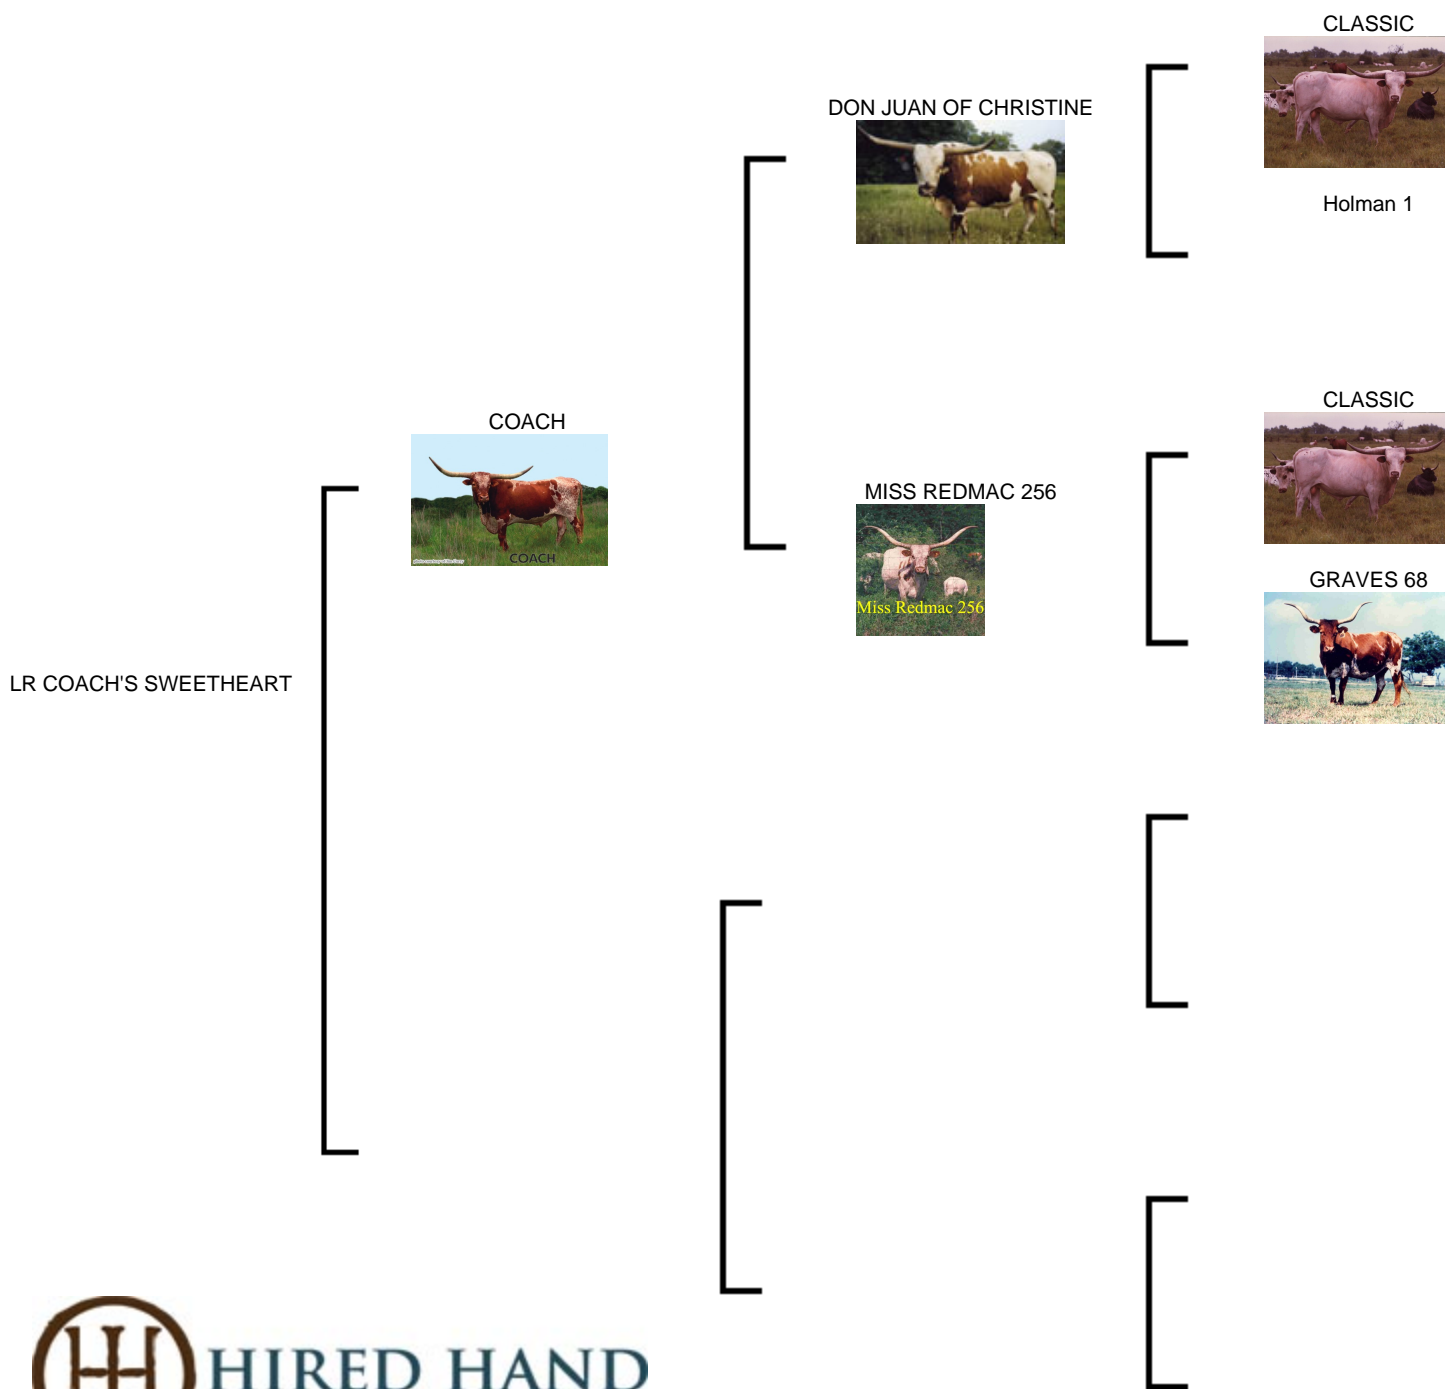 CLASSIC
DON JUAN OF CHRISTINE
Holman 1
CLASSIC
COACH
COACH
MISS REDMAC 256
Miss Redmac 256
GRAVES 68
LR COACH'S SWEETHEART
HIRED HAND